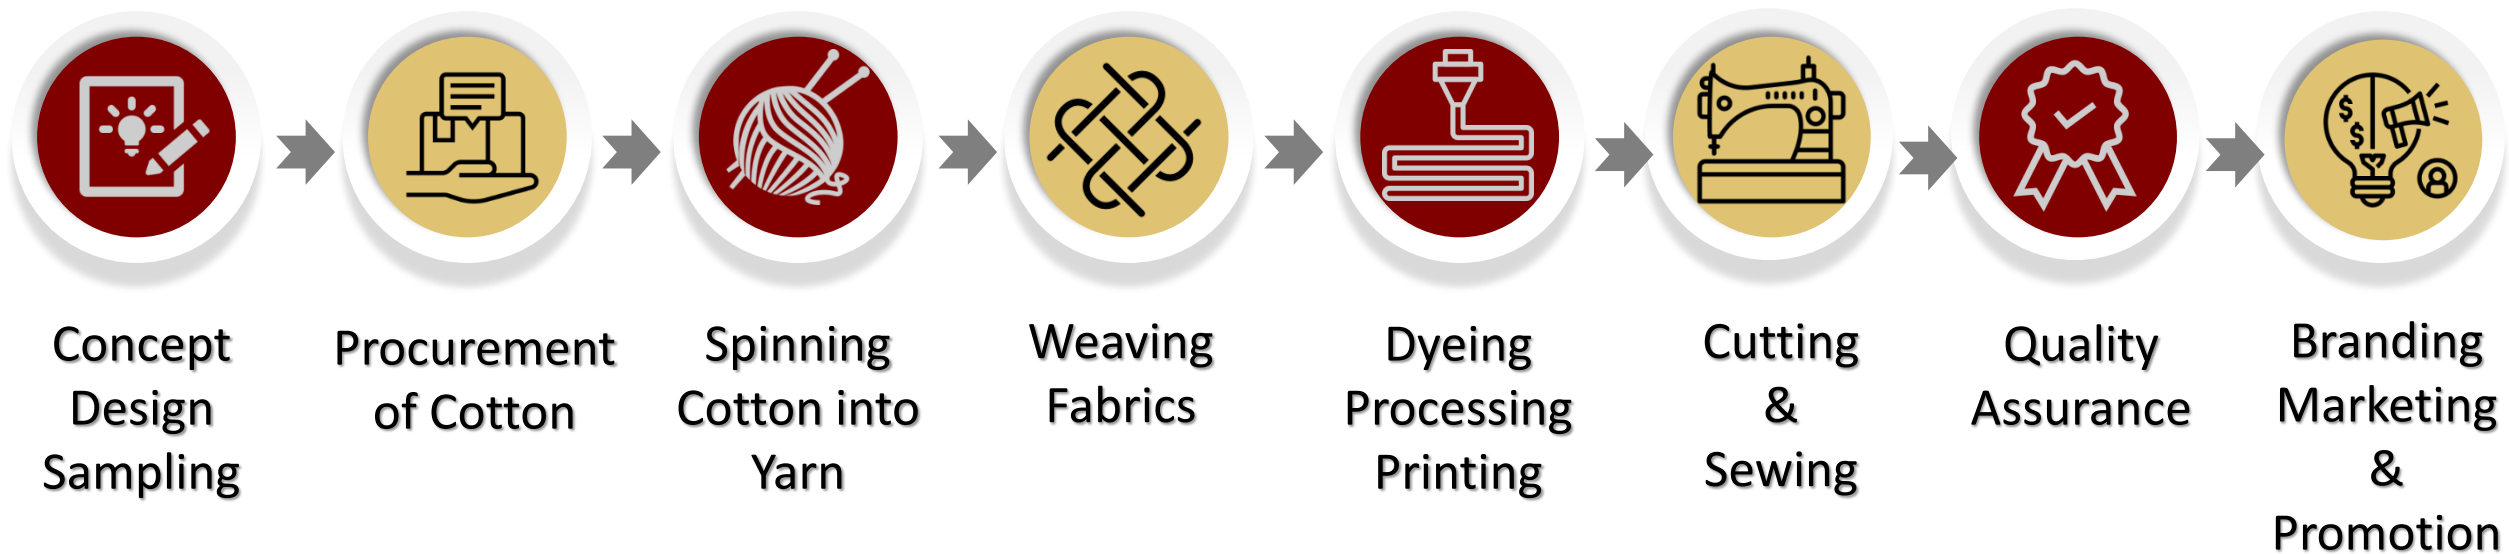 Concept
Design
Sampling
Procurement
of Cotton
Spinning
Cotton into
Yarn
Weaving
Fabrics
Dyeing
Processing
Printing
Cutting
&
Sewing
Quality
Assurance
Branding
Marketing
&
Promotion